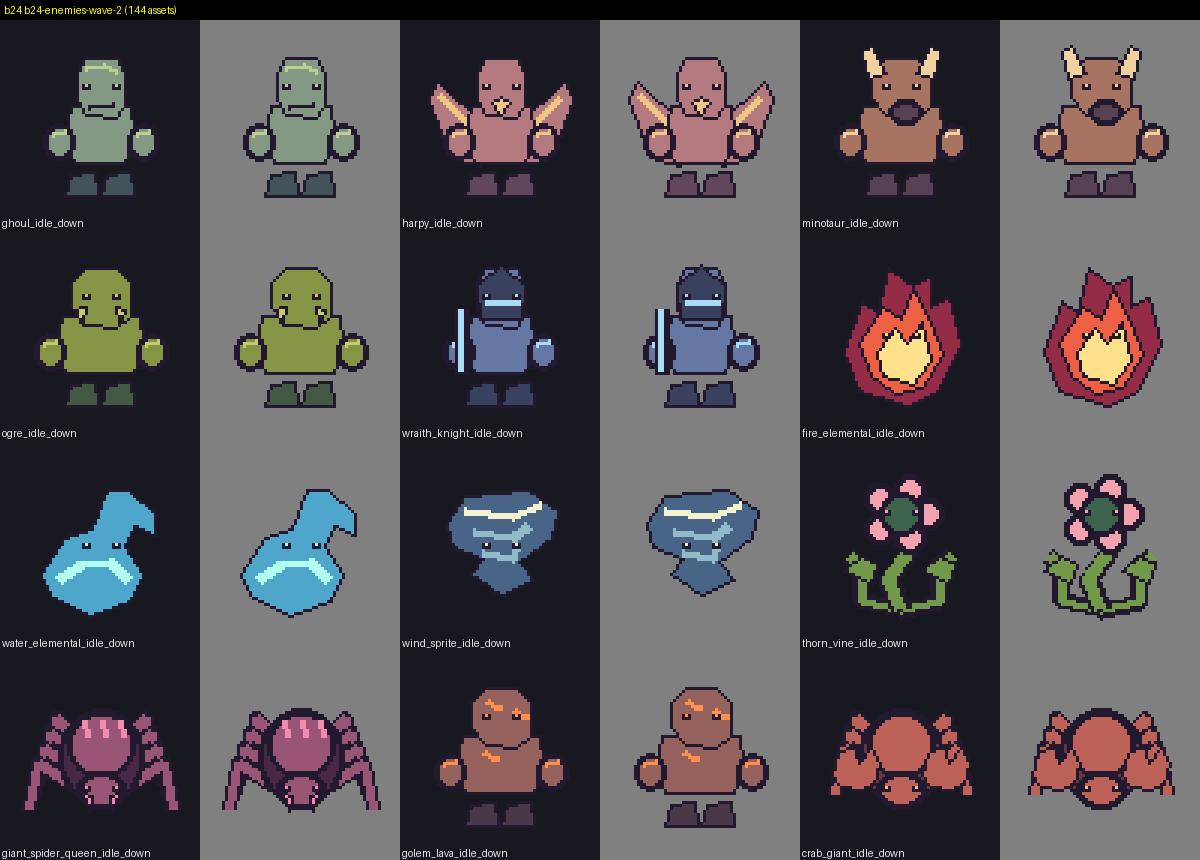 b24 b24-enemies-wave-2 (144 assets)
ghoul_idle_down
harpy_idle_down
minotaur_idle_down
ogre_idle_down
wraith_knight_idle_down
fire_elemental_idle_down
water_elemental_idle_down
wind_sprite_idle_down
thorn_vine_idle_down
giant_spider_queen_idle_down
golem_lava_idle_down
crab_giant_idle_down